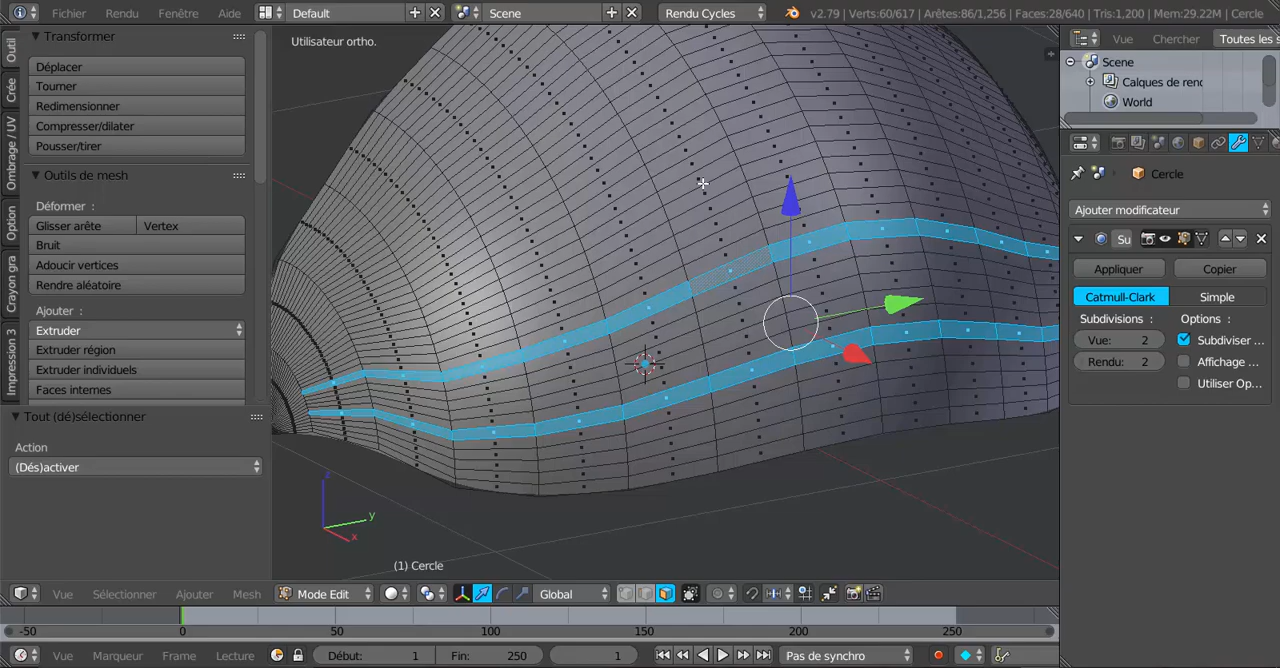 Fichier Rendu Fenêtre Aide Default Scene Rendu Cycles v2.79 | Verts:60/617 | Arêtes:86/1,256 | Faces:28/640 | Tris:1,200 | Mem:29.22M | Cercle
Outil
Crée
Ombrage / UV
Option
Crayon gra
Impression 3
Transformer
Déplacer
Tourner
Redimensionner
Compresser/dilater
Pousser/tirer
Outils de mesh
Déformer :
Glisser arête Vertex
Bruit
Adoucir vertices
Rendre aléatoire
Ajouter :
Extruder
Extruder région
Extruder individuels
Faces internes
Tout (dé)sélectionner
Action
(Dés)activer
Utilisateur ortho.
z
y
x
(1) Cercle
Vue Chercher Toutes les s
Scene
Calques de renc
World
Cercle
Ajouter modificateur
Su
Appliquer Copier
Catmull-Clark Simple
Subdivisions : Options :
Vue: 2 Subdiviser ...
Rendu: 2 Affichage ...
Utiliser Op...
Vue Sélectionner Ajouter Mesh Mode Edit Global
-50 0 50 100 150 200 250
Vue Marqueur Frame Lecture Début: 1 Fin: 250 1 Pas de synchro